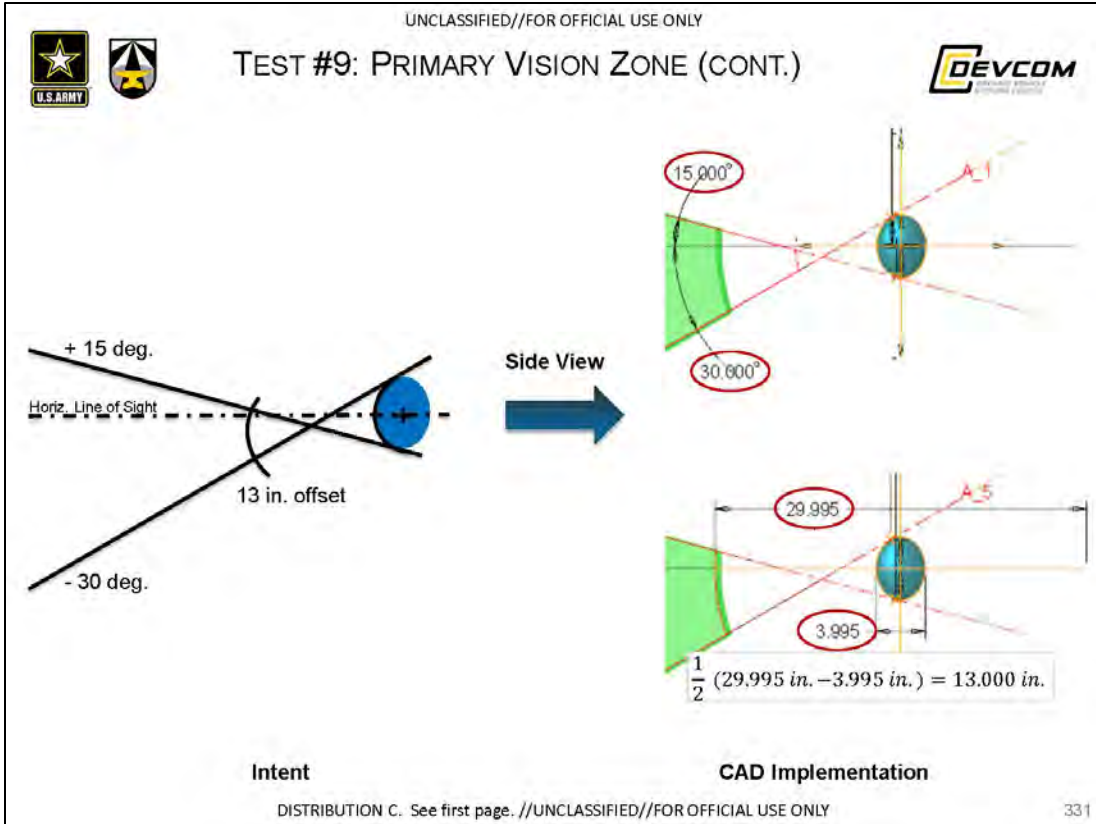 UNCLASSIFIED//FOR OFFICIAL USE ONLY
TEST #9: PRIMARY VISION ZONE (CONT.)
U.S.ARMY
DEVCOM
15.000°
A_1
30.000°
+ 15 deg.
Horiz. Line of Sight
13 in. offset
- 30 deg.
Side View
29.995
A_5
3.995
1/2 (29.995 in.−3.995 in.) = 13.000 in.
Intent
CAD Implementation
DISTRIBUTION C. See first page. //UNCLASSIFIED//FOR OFFICIAL USE ONLY
331